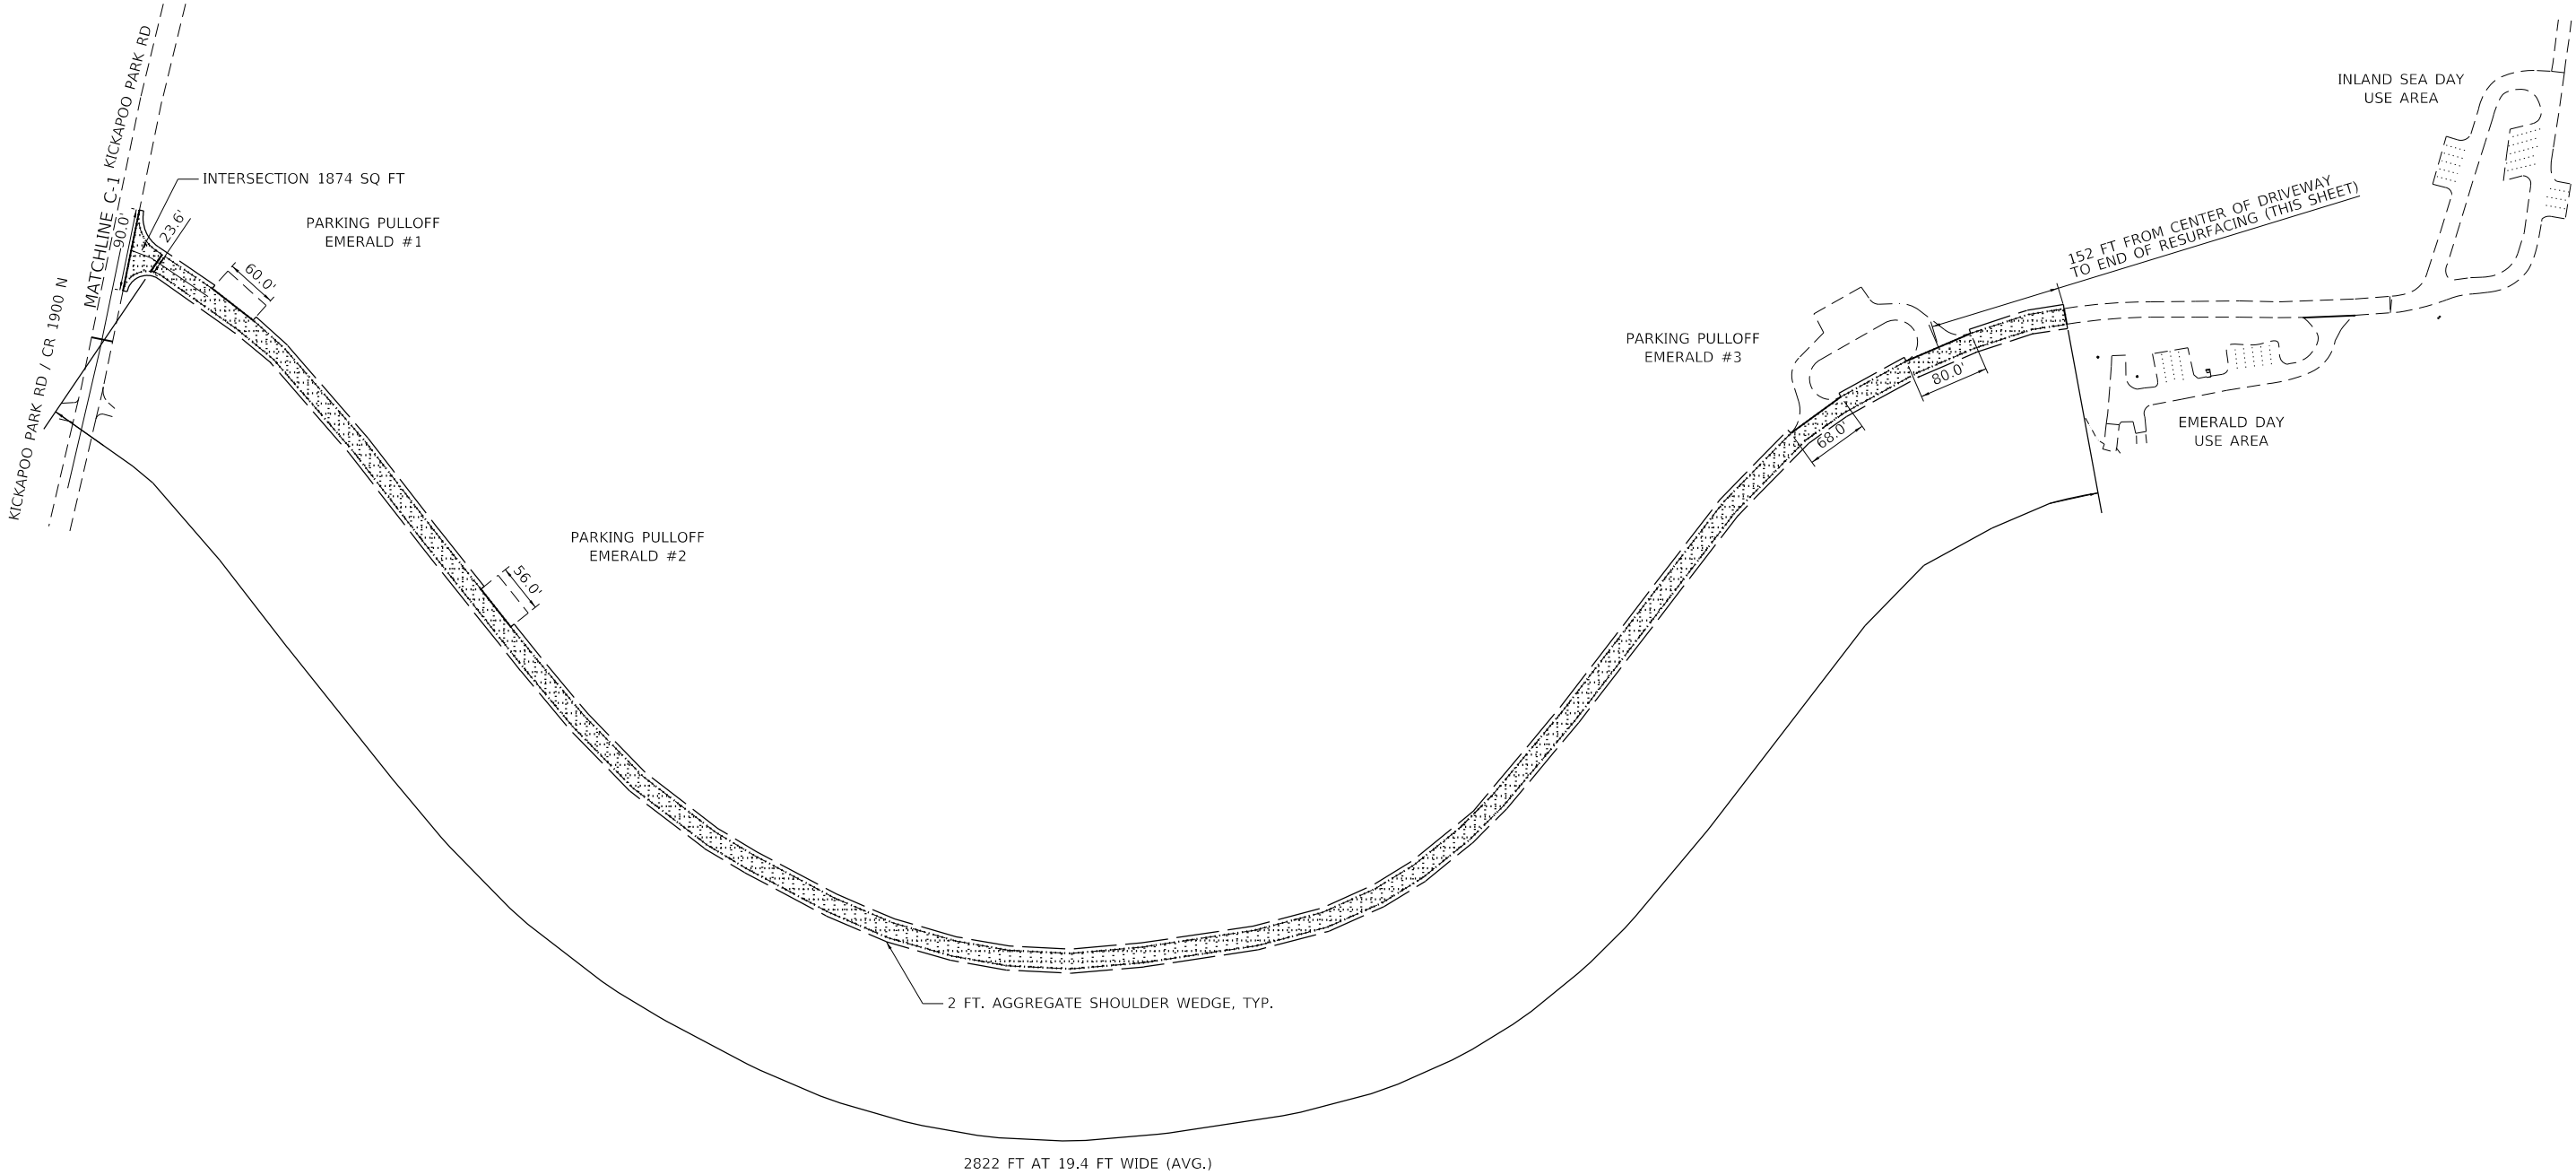 KICKAPOO PARK RD
MATCHLINE C-1
90.0'
23.6'
INTERSECTION 1874 SQ FT
PARKING PULLOFF
EMERALD #1
60.0'
KICKAPOO PARK RD / CR 1900 N
PARKING PULLOFF
EMERALD #2
56.0'
INLAND SEA DAY
USE AREA
152 FT FROM CENTER OF DRIVEWAY
TO END OF RESURFACING (THIS SHEET)
PARKING PULLOFF
EMERALD #3
80.0'
68.0'
EMERALD DAY
USE AREA
2 FT. AGGREGATE SHOULDER WEDGE, TYP.
2822 FT AT 19.4 FT WIDE (AVG.)